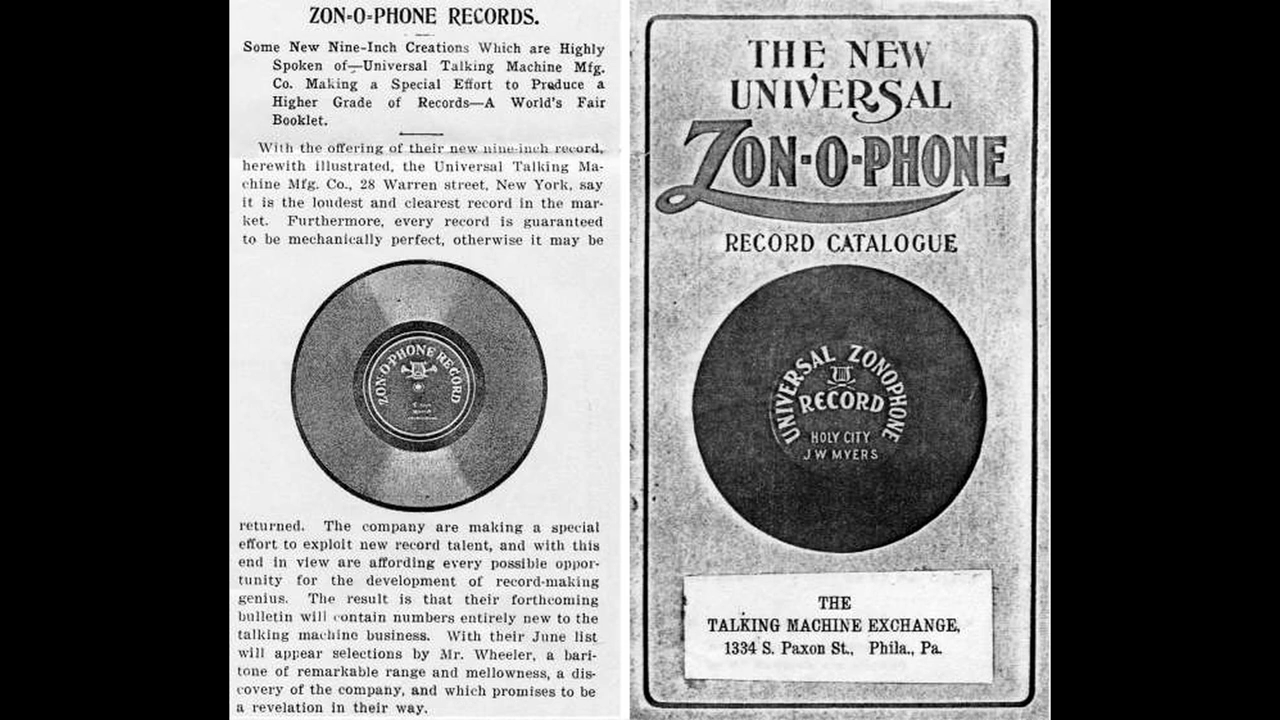 ZON=O=PHONE RECORDS.
Some New Nine-Inch Creations Which are Highly
Spoken of—Universal Talking Machine Mfg.
Co. Making a Special Effort to Produce a
Higher Grade of Records—A World's Fair
Booklet.
With the offering of their new nine-inch record,
herewith illustrated, the Universal Talking Ma-
chine Mfg. Co., 28 Warren street, New York, say
it is the loudest and clearest record in the mar-
ket. Furthermore, every record is guaranteed
to be mechanically perfect, otherwise it may be
ZON-O-PHONE RECORD
returned. The company are making a special
effort to exploit new record talent, and with this
end in view are affording every possible oppor-
tunity for the development of record-making
genius. The result is that their forthcoming
bulletin will contain numbers entirely new to the
talking machine business. With their June list
will appear selections by Mr. Wheeler, a bari-
tone of remarkable range and mellowness, a dis-
covery of the company, and which promises to be
a revelation in their way.
THE NEW
UNIVERSAL
ZON-O-PHONE
RECORD CATALOGUE
UNIVERSAL ZONOPHONE
RECORD
HOLY CITY
J W MYERS
THE
TALKING MACHINE EXCHANGE,
1334 S. Paxon St., Phila., Pa.